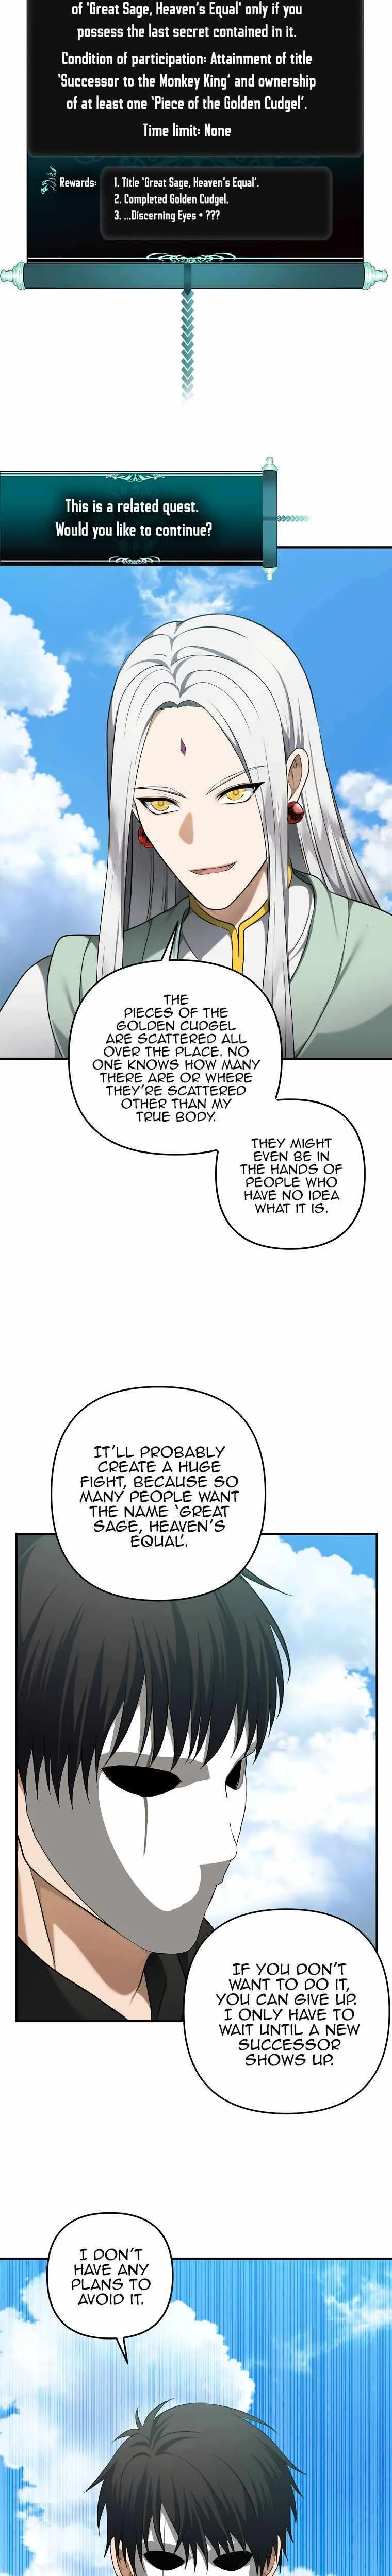 of 'Great Sage, Heaven's Equal' only if you
possess the last secret contained in it.
Condition of participation: Attainment of title
'Successor to the Monkey King' and ownership
of at least one 'Piece of the Golden Cudgel'.
Time limit: None
Rewards:
1. Title 'Great Sage, Heaven's Equal'.
2. Completed Golden Cudgel.
3. ...Discerning Eyes + ???
This is a related quest.
Would you like to continue?
THE
PIECES OF THE
GOLDEN CUDGEL
ARE SCATTERED ALL
OVER THE PLACE. NO
ONE KNOWS HOW MANY
THERE ARE OR WHERE
THEY'RE SCATTERED
OTHER THAN MY
TRUE BODY.
THEY MIGHT
EVEN BE IN
THE HANDS OF
PEOPLE WHO
HAVE NO IDEA
WHAT IT IS.
IT'LL PROBABLY
CREATE A HUGE
FIGHT, BECAUSE SO
MANY PEOPLE WANT
THE NAME 'GREAT
SAGE, HEAVEN'S
EQUAL'.
IF YOU DON'T
WANT TO DO IT,
YOU CAN GIVE UP.
I ONLY HAVE TO
WAIT UNTIL A NEW
SUCCESSOR
SHOWS UP.
I DON'T
HAVE ANY
PLANS TO
AVOID IT.